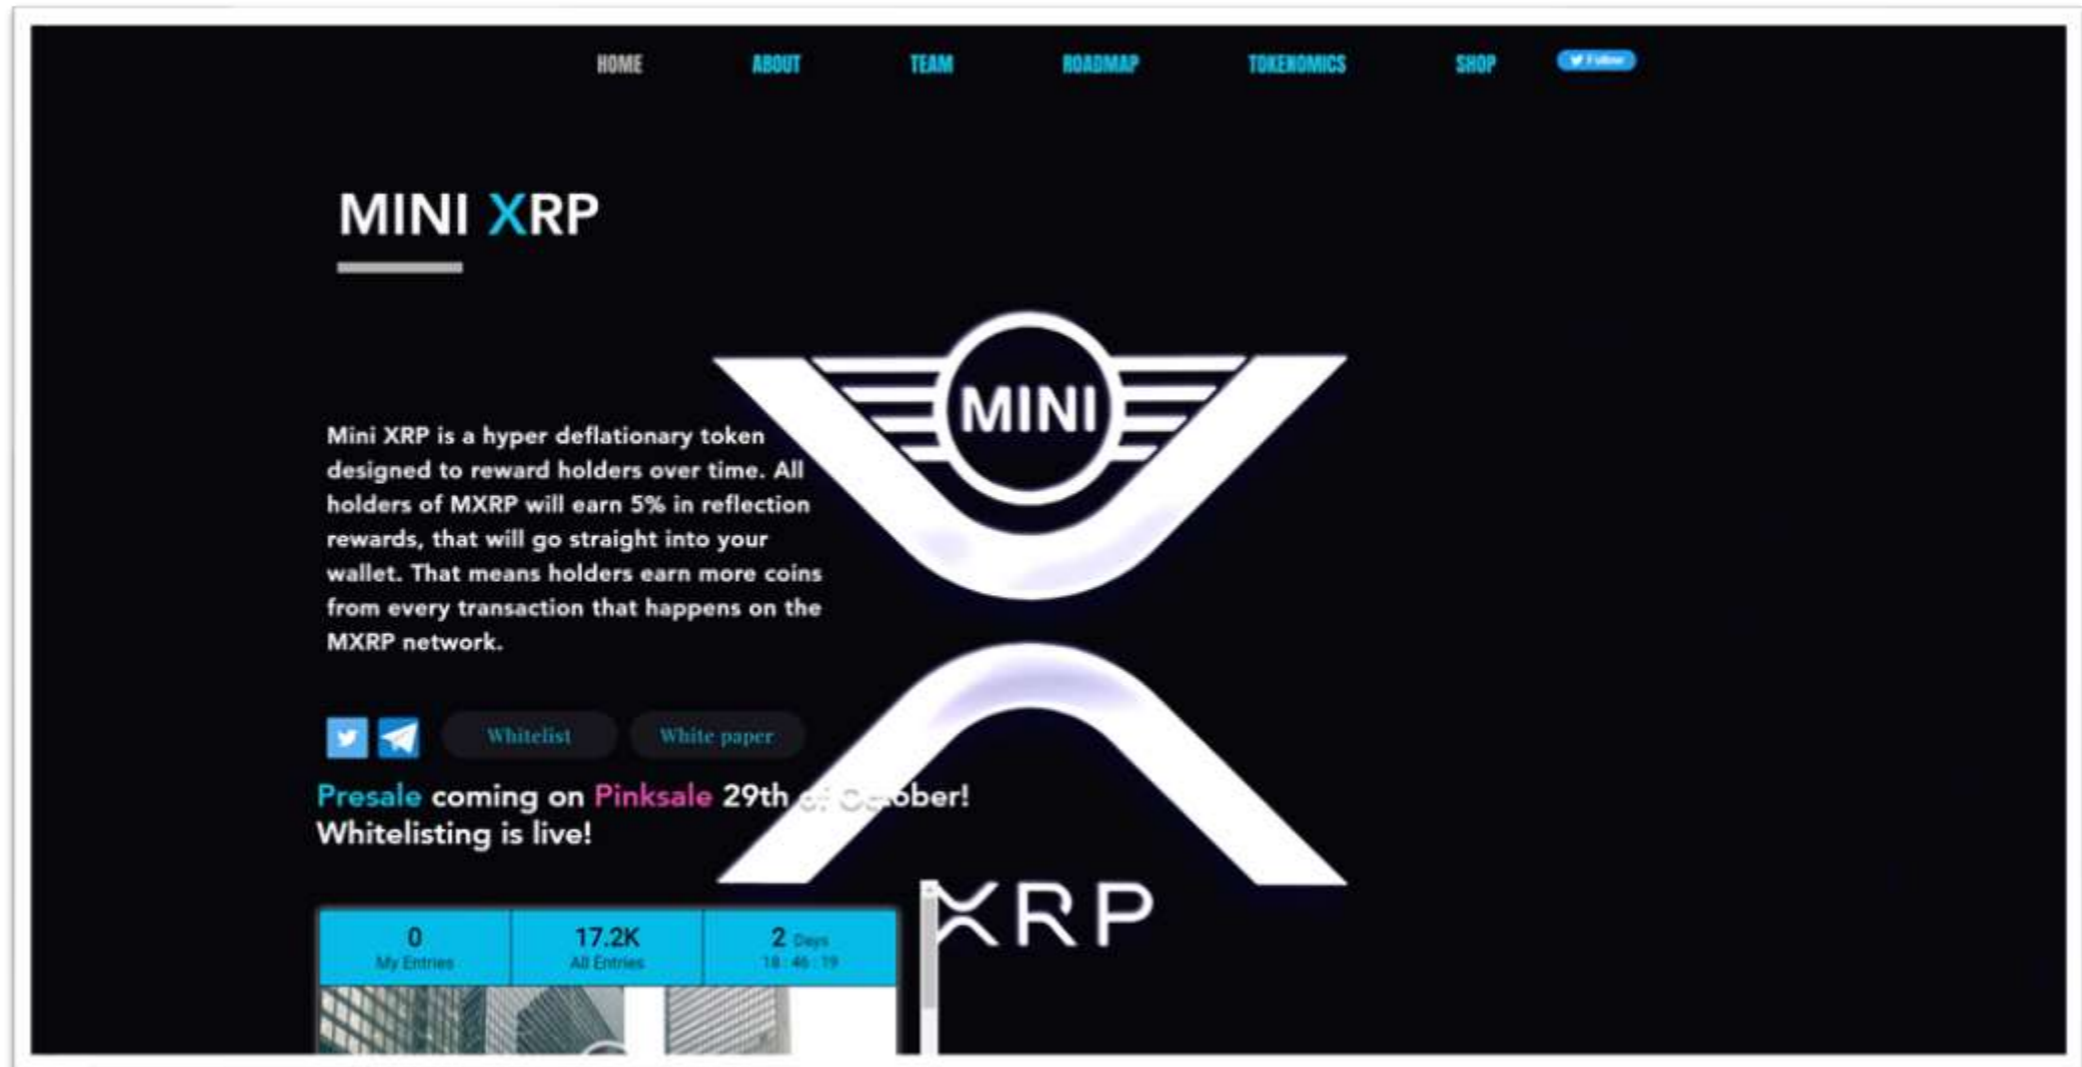 HOME ABOUT TEAM ROADMAP TOKENOMICS SHOP Follow
MINI XRP
MINI
Mini XRP is a hyper deflationary token
designed to reward holders over time. All
holders of MXRP will earn 5% in reflection
rewards, that will go straight into your
wallet. That means holders earn more coins
from every transaction that happens on the
MXRP network.
Whitelist White paper
Presale coming on Pinksale 29th of October!
Whitelisting is live!
XRP
0 17.2K 2 Days
My Entries All Entries 18 : 46 : 19